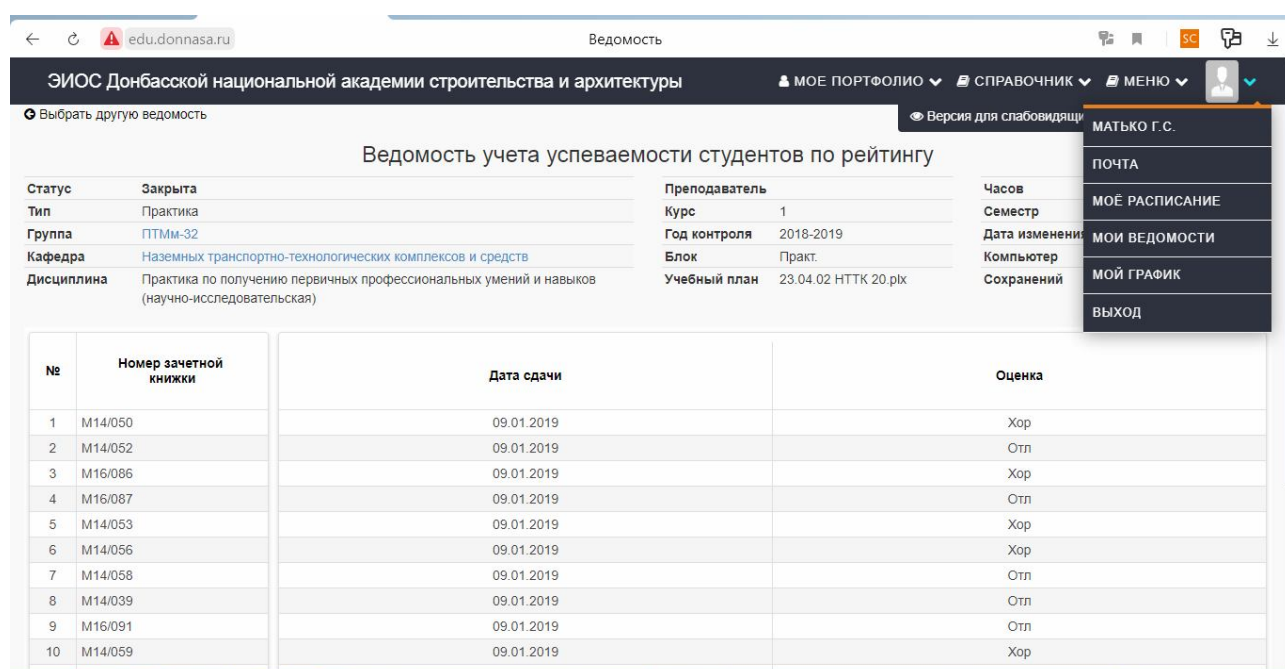 edu.donnasa.ru Ведомость SC
ЭИОС Донбасской национальной академии строительства и архитектуры МОЕ ПОРТФОЛИО СПРАВОЧНИК МЕНЮ
Выбрать другую ведомость Версия для слабовидящи
МАТЬКО Г.С.
ПОЧТА
МОЁ РАСПИСАНИЕ
МОИ ВЕДОМОСТИ
МОЙ ГРАФИК
ВЫХОД
Ведомость учета успеваемости студентов по рейтингу
Статус Закрыта Преподаватель Часов
Тип Практика Курс 1 Семестр
Группа ПТМм-32 Год контроля 2018-2019 Дата изменения
Кафедра Наземных транспортно-технологических комплексов и средств Блок Практ. Компьютер
Дисциплина Практика по получению первичных профессиональных умений и навыков Учебный план 23.04.02 НТТК 20.plx Сохранений
(научно-исследовательская)
№ Номер зачетной книжки Дата сдачи Оценка
1 М14/050 09.01.2019 Хор
2 М14/052 09.01.2019 Отл
3 М16/086 09.01.2019 Хор
4 М16/087 09.01.2019 Отл
5 М14/053 09.01.2019 Хор
6 М14/056 09.01.2019 Хор
7 М14/058 09.01.2019 Отл
8 М14/039 09.01.2019 Отл
9 М16/091 09.01.2019 Отл
10 М14/059 09.01.2019 Хор